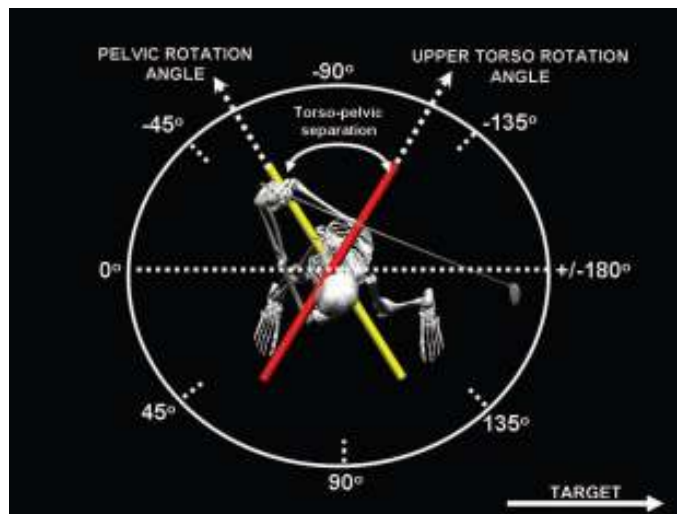 PELVIC ROTATION
ANGLE
UPPER TORSO ROTATION
ANGLE
-90°
Torso-pelvic
separation
-45°
-135°
0°
+/-180°
45°
135°
90°
TARGET